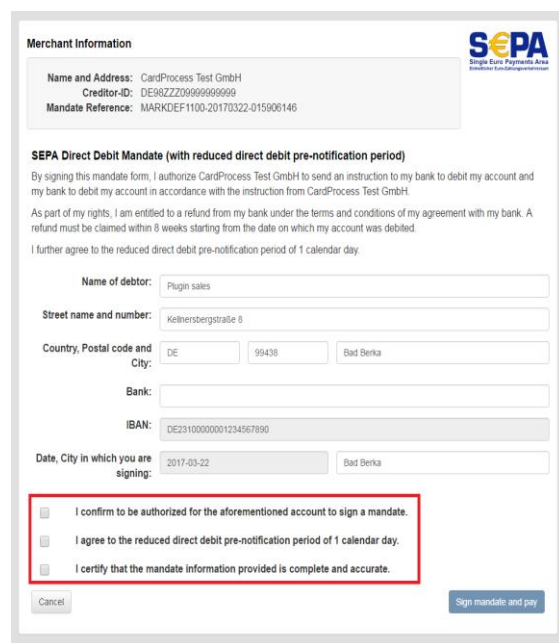 Merchant Information
SEPA
Single Euro Payments Area
Einheitlicher Euro-Zahlungsverkehrsraum
Name and Address: CardProcess Test GmbH
Creditor-ID: DE98ZZZ09999999999
Mandate Reference: MARKDEF1100-20170322-015906146
SEPA Direct Debit Mandate (with reduced direct debit pre-notification period)
By signing this mandate form, I authorize CardProcess Test GmbH to send an instruction to my bank to debit my account and
my bank to debit my account in accordance with the instruction from CardProcess Test GmbH.
As part of my rights, I am entitled to a refund from my bank under the terms and conditions of my agreement with my bank. A
refund must be claimed within 8 weeks starting from the date on which my account was debited.
I further agree to the reduced direct debit pre-notification period of 1 calendar day.
Name of debtor: Plugin sales
Street name and number: Kellnersbergstraße 8
Country, Postal code and City: DE 99438 Bad Berka
Bank:
IBAN: DE23100000001234567890
Date, City in which you are signing: 2017-03-22 Bad Berka
I confirm to be authorized for the aforementioned account to sign a mandate.
I agree to the reduced direct debit pre-notification period of 1 calendar day.
I certify that the mandate information provided is complete and accurate.
Cancel Sign mandate and pay